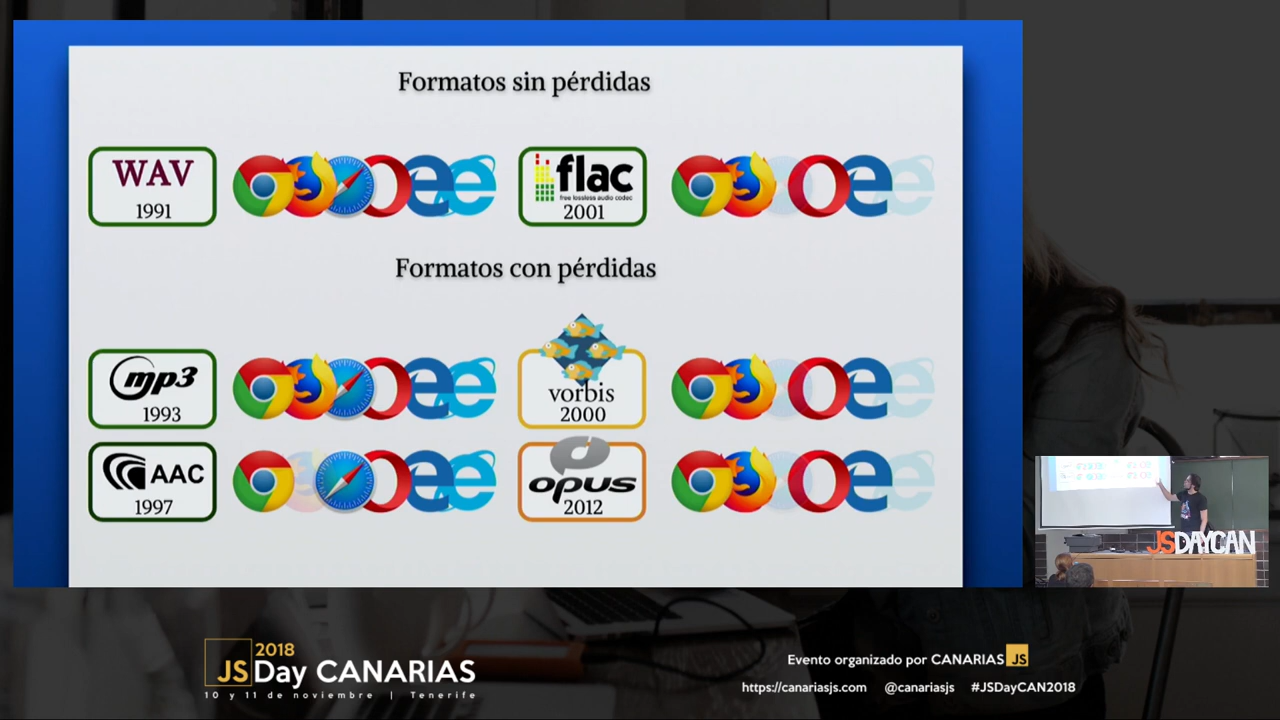 Formatos sin pérdidas
WAV
1991
flac
free lossless audio codec
2001
Formatos con pérdidas
mp3
1993
vorbis
2000
AAC
1997
opus
2012
JSDAYCAN
2018
JSDay CANARIAS
10 y 11 de noviembre | Tenerife
Evento organizado por CANARIAS JS
https://canariasjs.com @canariasjs #JSDayCAN2018